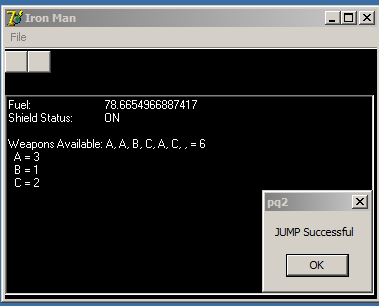 Iron Man
File
Fuel: 78.6654966887417
Shield Status: ON
Weapons Available: A, A, B, C, A, C, , = 6
A = 3
B = 1
C = 2
pq2
JUMP Successful
OK